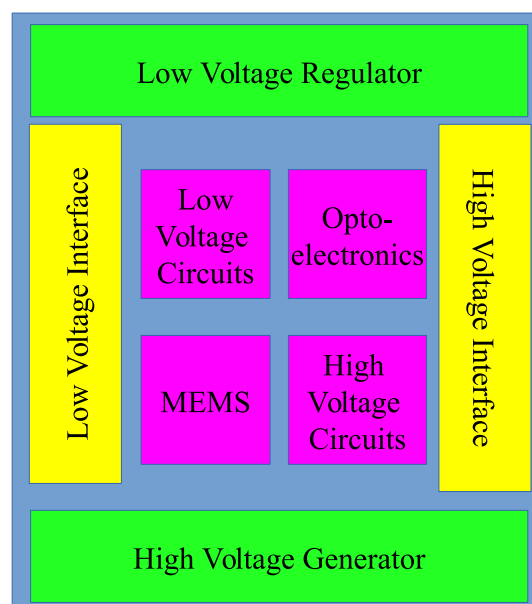 Low Voltage Regulator
Low Voltage Interface
Low
Voltage
Circuits
Opto-
electronics
High Voltage Interface
MEMS
High
Voltage
Circuits
High Voltage Generator